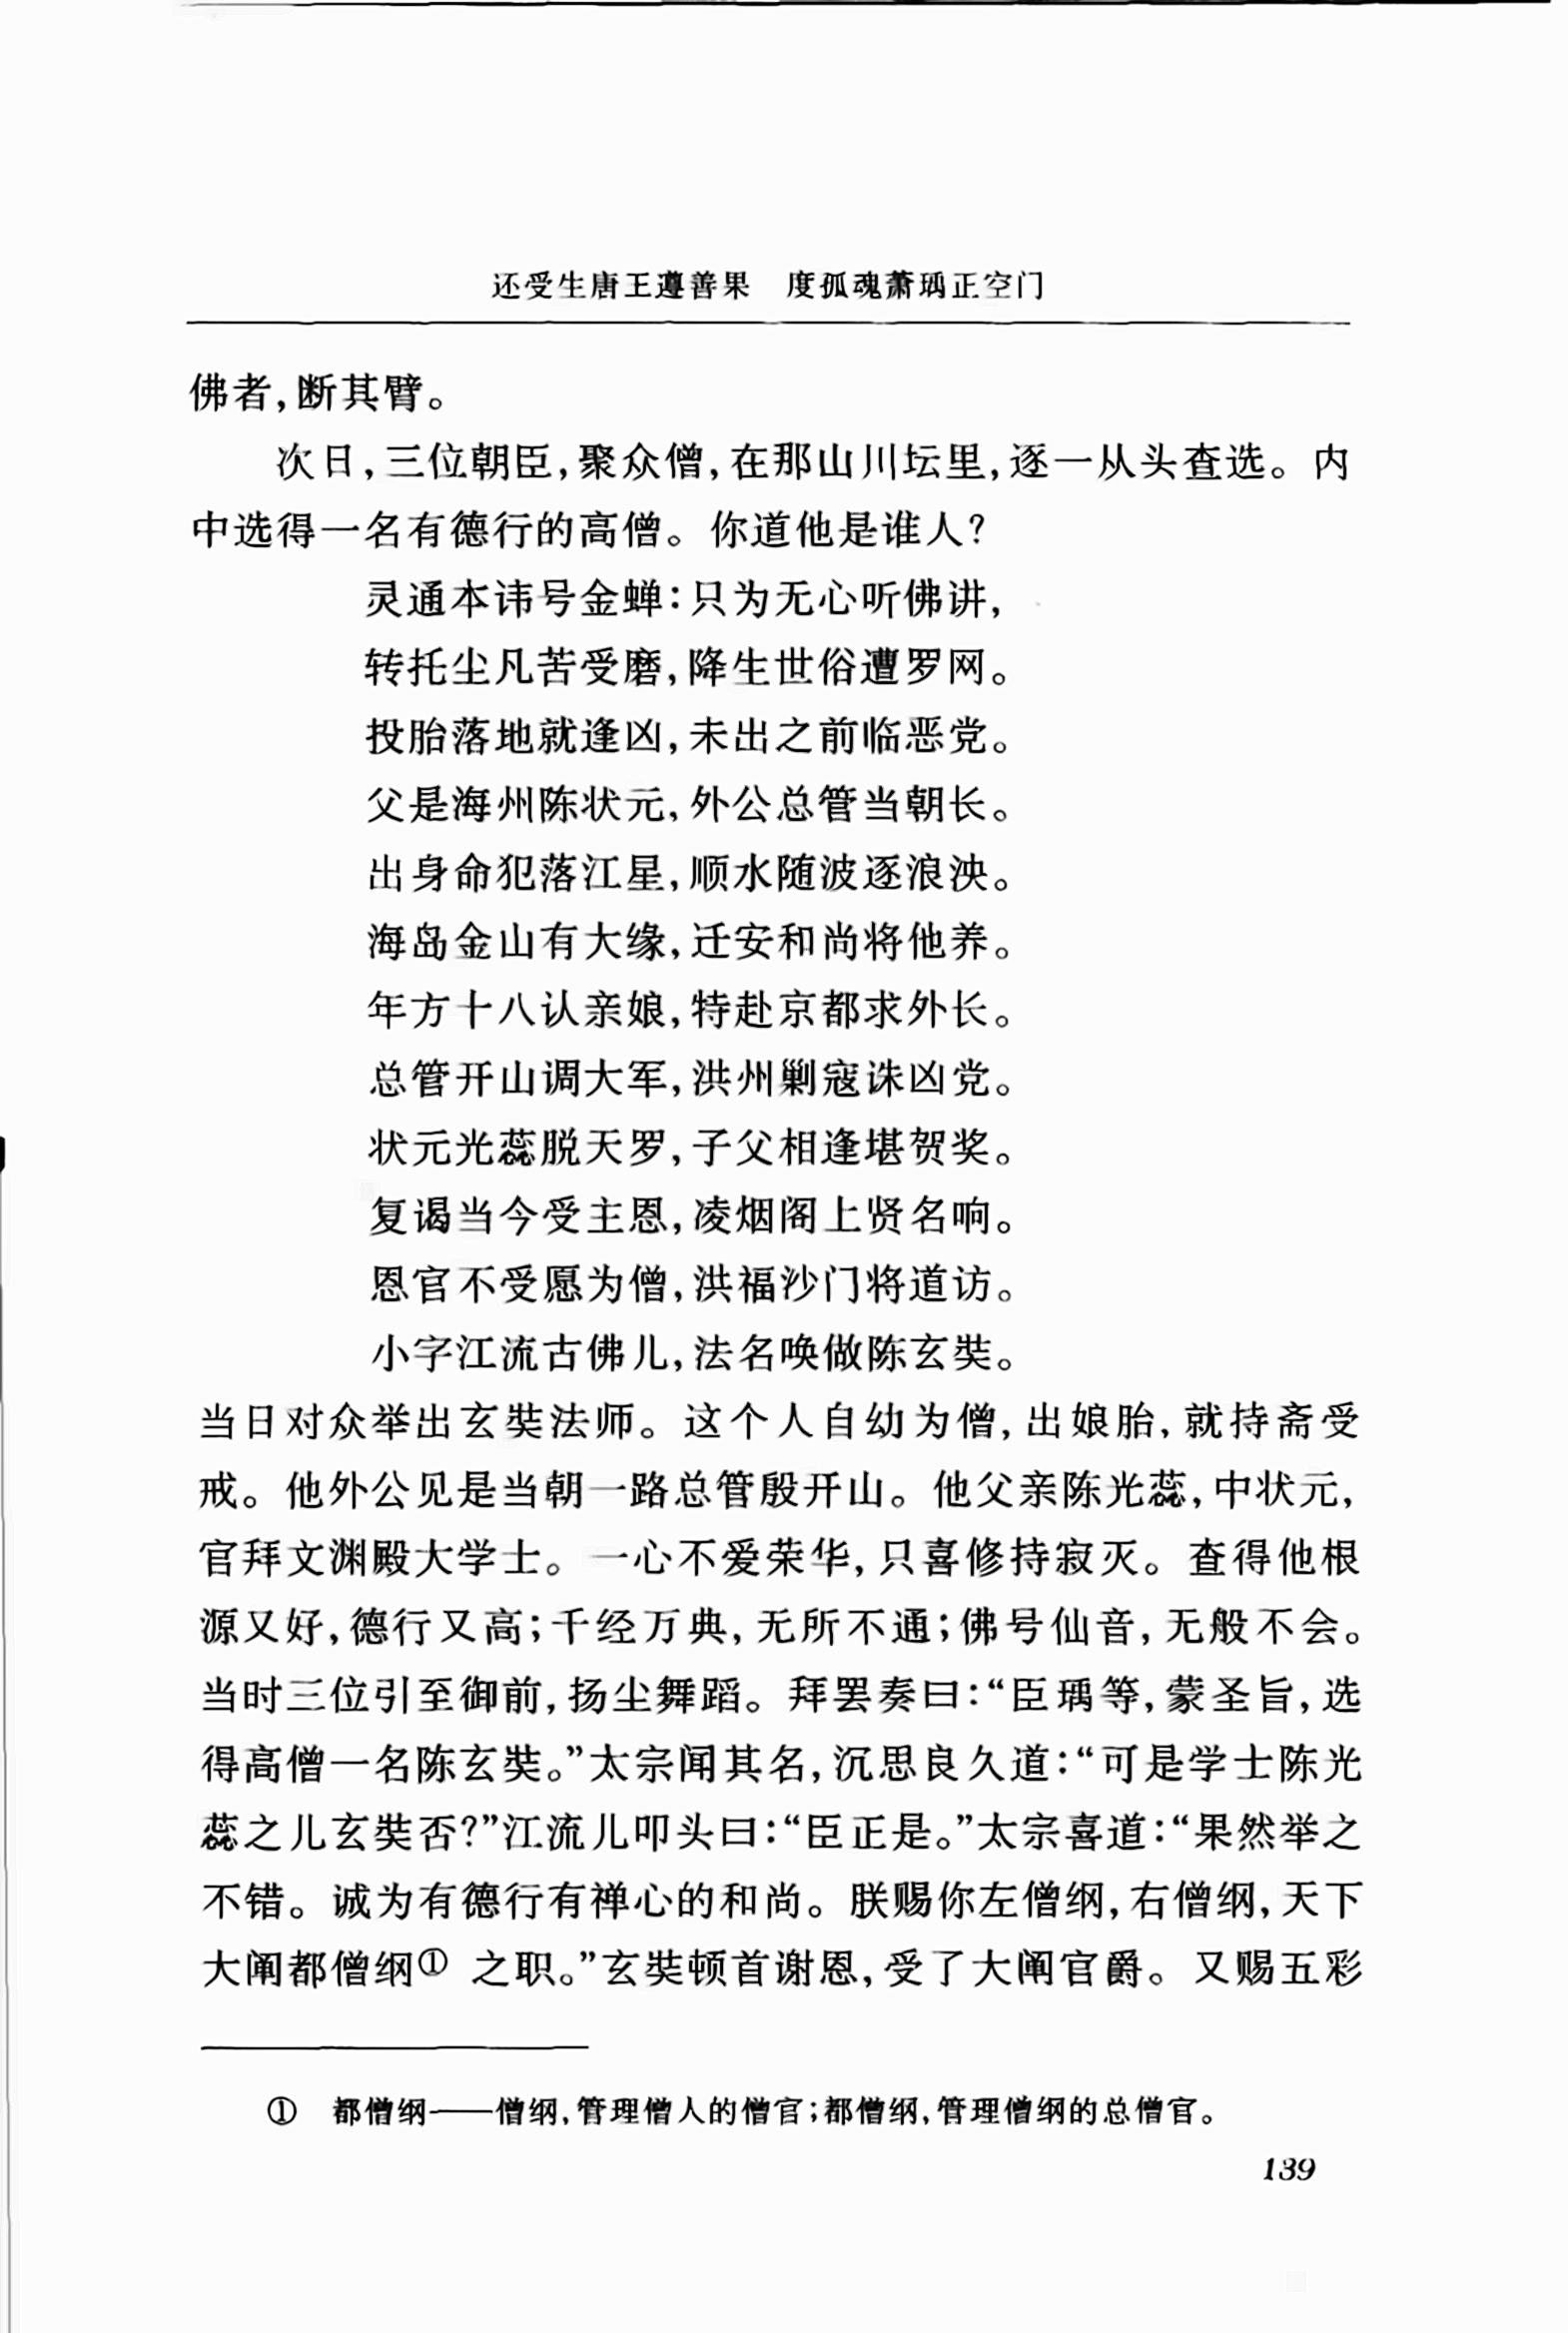 还受生唐王遵善果　度孤魂萧瑀正空门
佛者,断其臂。
次日,三位朝臣,聚众僧,在那山川坛里,逐一从头查选。内
中选得一名有德行的高僧。你道他是谁人?
灵通本讳号金蝉:只为无心听佛讲,
转托尘凡苦受磨,降生世俗遭罗网。
投胎落地就逢凶,未出之前临恶党。
父是海州陈状元,外公总管当朝长。
出身命犯落江星,顺水随波逐浪泱。
海岛金山有大缘,迁安和尚将他养。
年方十八认亲娘,特赴京都求外长。
总管开山调大军,洪州剿寇诛凶党。
状元光蕊脱天罗,子父相逢堪贺奖。
复谒当今受主恩,凌烟阁上贤名响。
恩官不受愿为僧,洪福沙门将道访。
小字江流古佛儿,法名唤做陈玄奘。
当日对众举出玄奘法师。这个人自幼为僧,出娘胎,就持斋受
戒。他外公见是当朝一路总管殷开山。他父亲陈光蕊,中状元,
官拜文渊殿大学士。一心不爱荣华,只喜修持寂灭。查得他根
源又好,德行又高;千经万典,无所不通;佛号仙音,无般不会。
当时三位引至御前,扬尘舞蹈。拜罢奏曰:“臣瑀等,蒙圣旨,选
得高僧一名陈玄奘。”太宗闻其名,沉思良久道:“可是学士陈光
蕊之儿玄奘否?”江流儿叩头曰:“臣正是。”太宗喜道:“果然举之
不错。诚为有德行有禅心的和尚。朕赐你左僧纲,右僧纲,天下
大阐都僧纲① 之职。”玄奘顿首谢恩,受了大阐官爵。又赐五彩
①　都僧纲——僧纲,管理僧人的僧官;都僧纲,管理僧纲的总僧官。
139